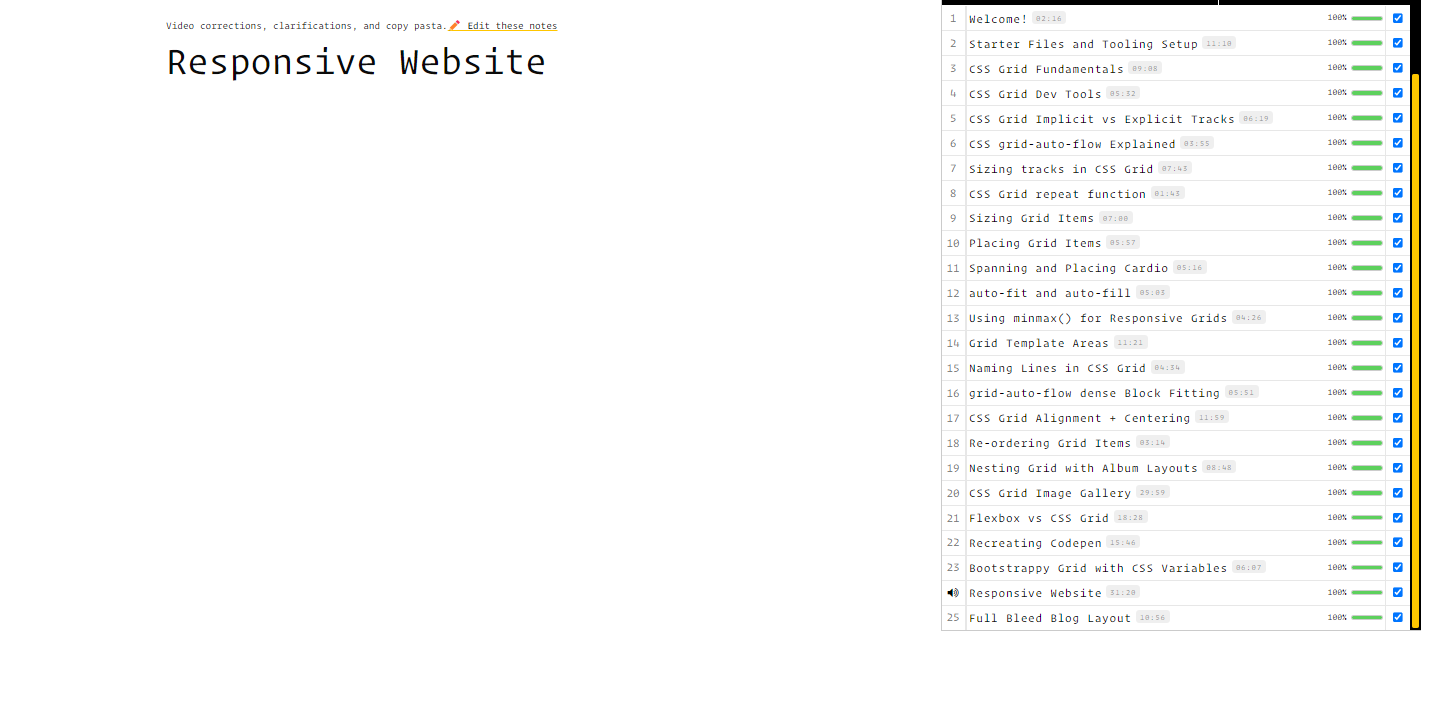 Video corrections, clarifications, and copy pasta. Edit these notes
Responsive Website
1 Welcome! 02:16 100%
2 Starter Files and Tooling Setup 11:10 100%
3 CSS Grid Fundamentals 09:08 100%
4 CSS Grid Dev Tools 05:32 100%
5 CSS Grid Implicit vs Explicit Tracks 06:19 100%
6 CSS grid-auto-flow Explained 03:55 100%
7 Sizing tracks in CSS Grid 07:43 100%
8 CSS Grid repeat function 01:43 100%
9 Sizing Grid Items 07:00 100%
10 Placing Grid Items 05:57 100%
11 Spanning and Placing Cardio 05:16 100%
12 auto-fit and auto-fill 05:03 100%
13 Using minmax() for Responsive Grids 04:26 100%
14 Grid Template Areas 11:21 100%
15 Naming Lines in CSS Grid 04:34 100%
16 grid-auto-flow dense Block Fitting 05:51 100%
17 CSS Grid Alignment + Centering 11:59 100%
18 Re-ordering Grid Items 03:14 100%
19 Nesting Grid with Album Layouts 08:48 100%
20 CSS Grid Image Gallery 29:59 100%
21 Flexbox vs CSS Grid 18:28 100%
22 Recreating Codepen 15:46 100%
23 Bootstrappy Grid with CSS Variables 06:07 100%
Responsive Website 31:20 100%
25 Full Bleed Blog Layout 10:56 100%